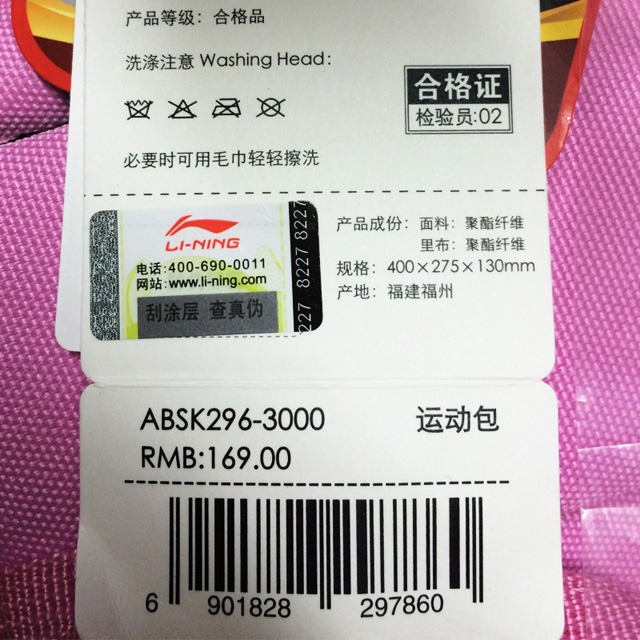 产品等级：合格品
洗涤注意 Washing Head:
合格证
检验员:02
必要时可用毛巾轻轻擦洗
LI-NING
电话:400-690-0011
网站:www.li-ning.com
刮涂层 查真伪
8227 8227
227
产品成份：面料：聚酯纤维
里布：聚酯纤维
规格：400×275×130mm
产地：福建福州
ABSK296-3000 运动包
RMB:169.00
6 901828 297860